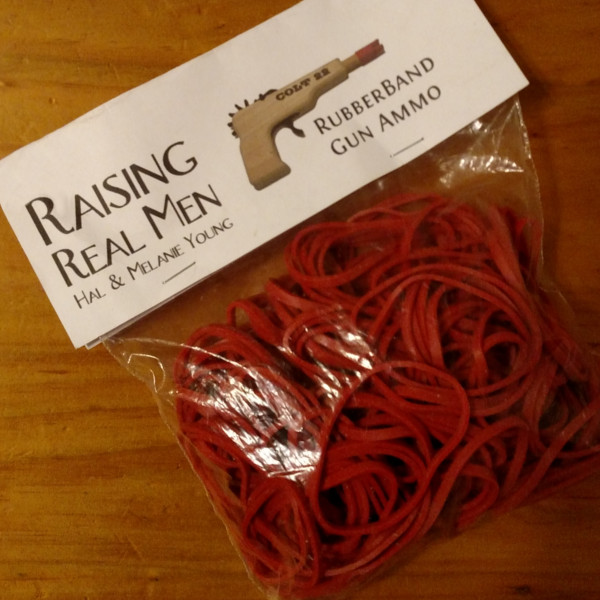 RAISING
REAL MEN
HAL & MELANIE YOUNG
COLT 22
RUBBERBAND
GUN AMMO